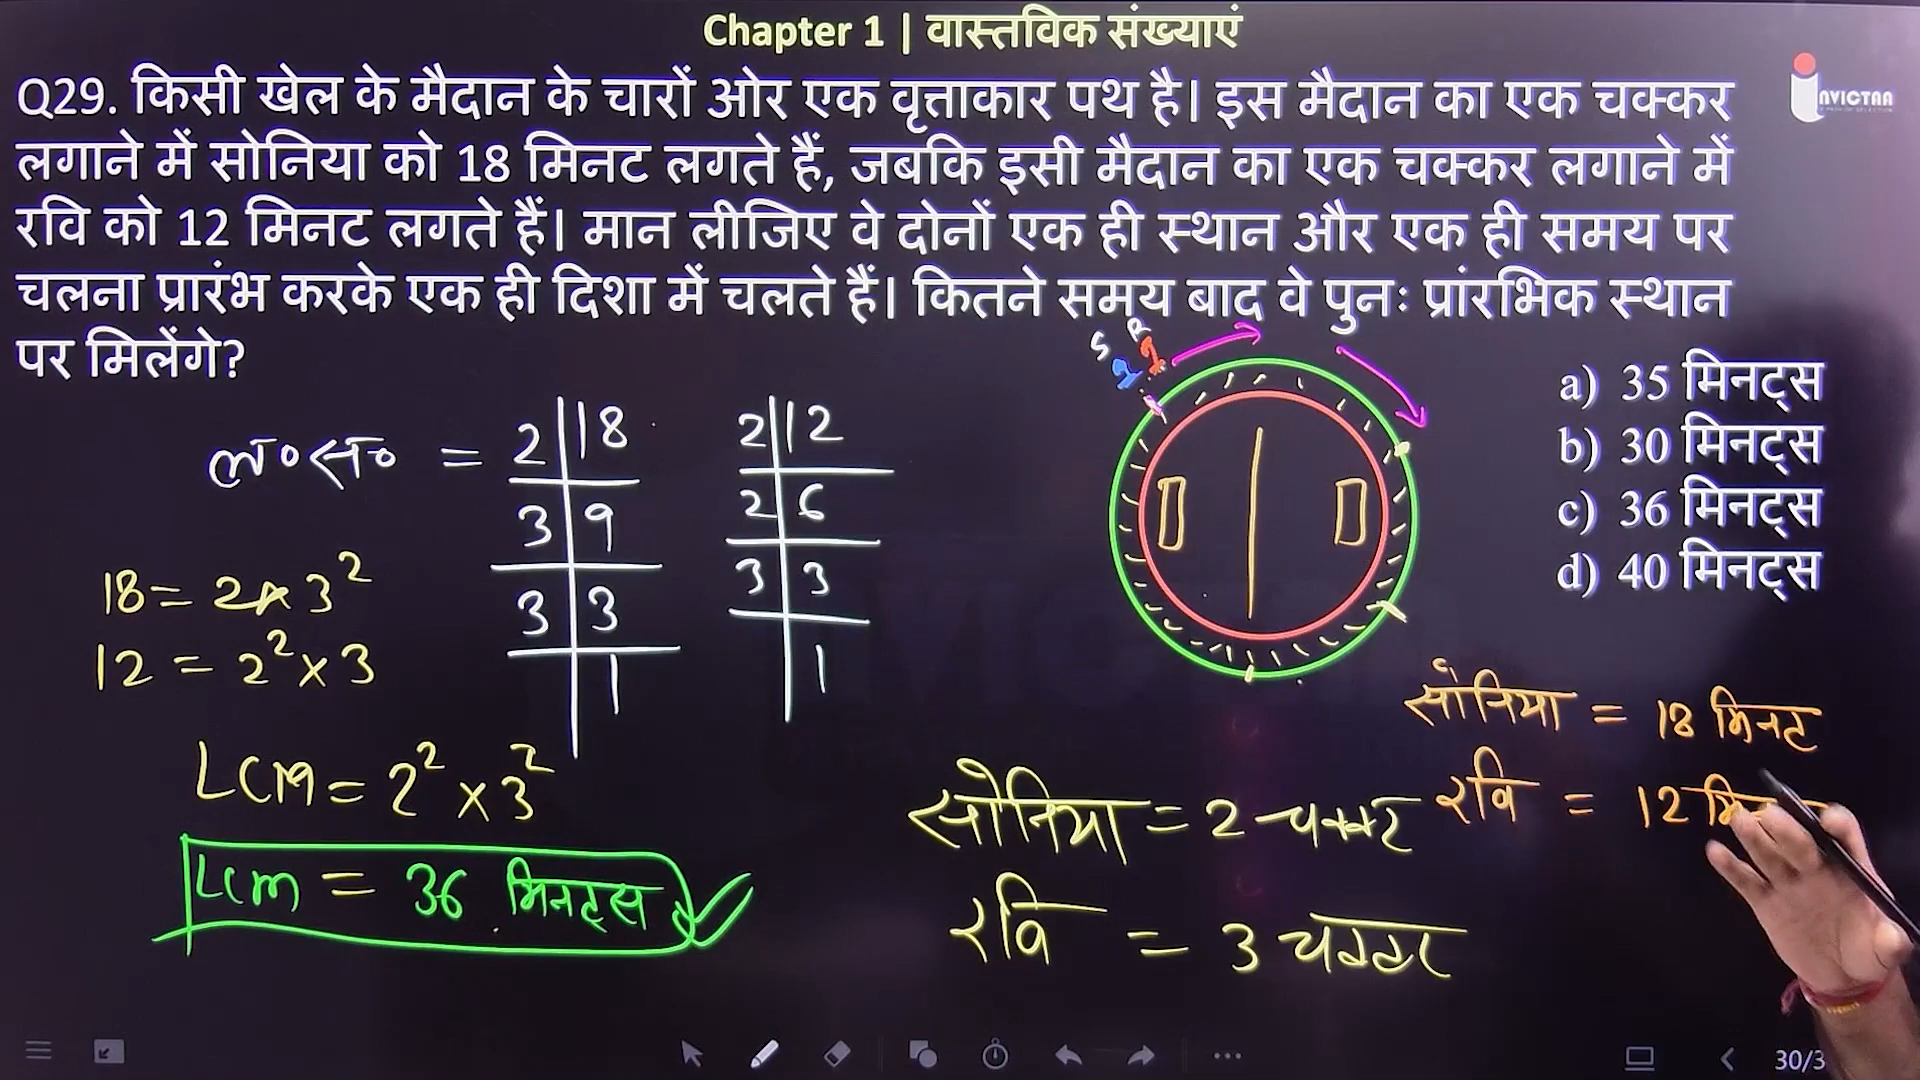 Chapter 1 | वास्तविक संख्याएं
Q29. किसी खेल के मैदान के चारों ओर एक वृत्ताकार पथ है। इस मैदान का एक चक्कर
लगाने में सोनिया को 18 मिनट लगते हैं, जबकि इसी मैदान का एक चक्कर लगाने में
रवि को 12 मिनट लगते हैं। मान लीजिए वे दोनों एक ही स्थान और एक ही समय पर
चलना प्रारंभ करके एक ही दिशा में चलते हैं। कितने समय बाद वे पुनः प्रांरभिक स्थान
पर मिलेंगे?
INVICTAA
S R
a) 35 मिनट्स
b) 30 मिनट्स
c) 36 मिनट्स
d) 40 मिनट्स
ल०स० =
2 | 18
3 | 9
3 | 3
1
2 | 12
2 | 6
3 | 3
1
18 = 2 x 3²
12 = 2² x 3
LCM = 2² x 3²
LCM = 36 मिनट्स
सोनिया = 18 मिनट
रवि = 12
सोनिया = 2 चक्कर
रवि = 3 चक्कर
30/3